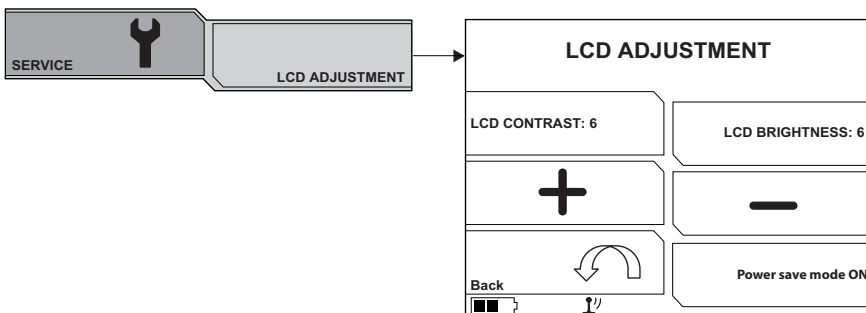 SERVICE
LCD ADJUSTMENT
LCD ADJUSTMENT
LCD CONTRAST: 6
LCD BRIGHTNESS: 6
Back
Power save mode ON